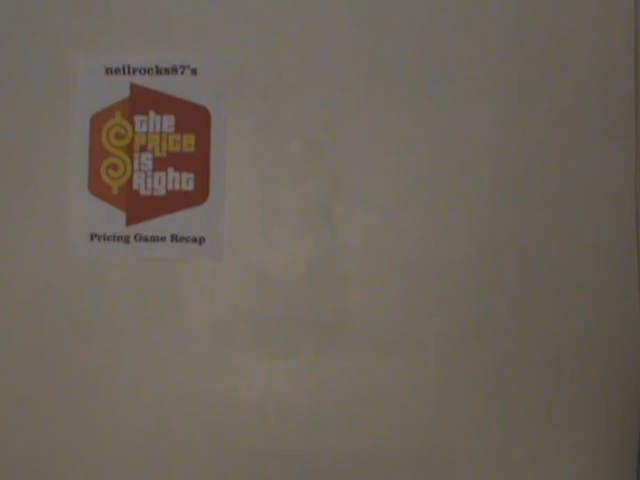 neilrocks87's
the
PRICE
is
Right
Pricing Game Recap